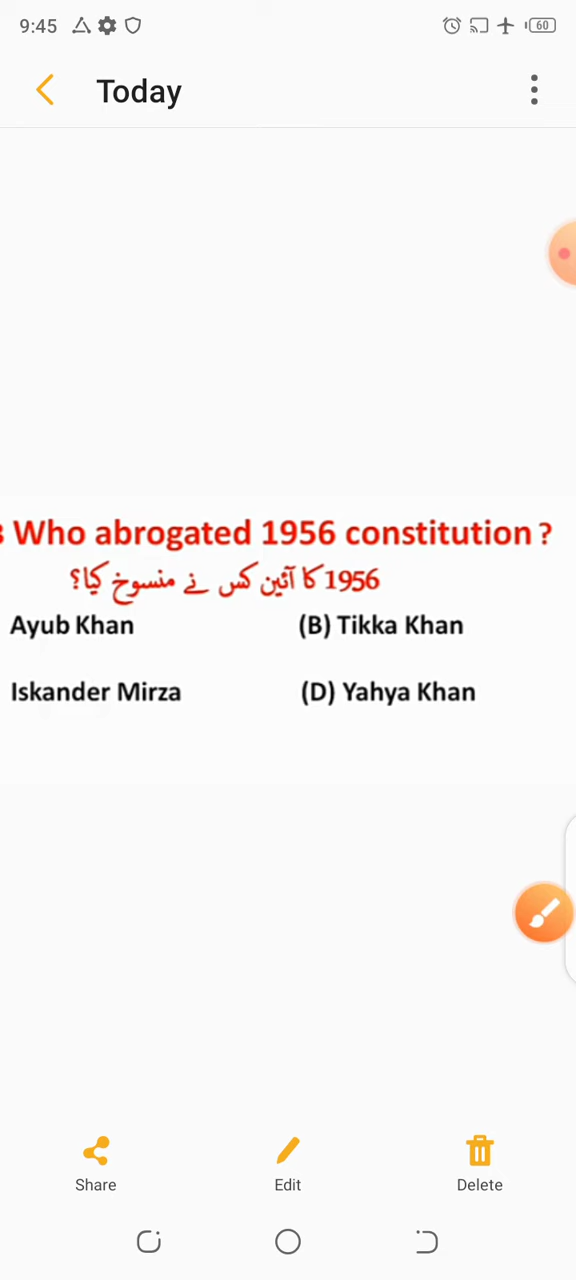 9:45
60
Today
Who abrogated 1956 constitution?
1956 کا آئین کس نے منسوخ کیا؟
Ayub Khan (B) Tikka Khan
Iskander Mirza (D) Yahya Khan
Share Edit Delete